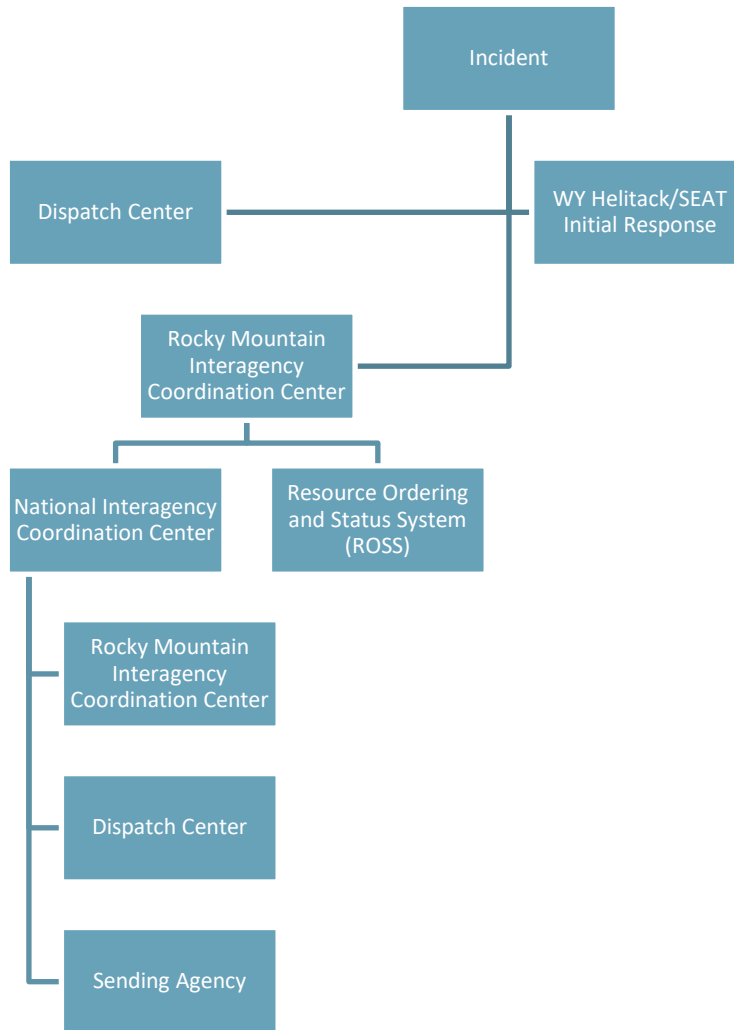 Incident
Dispatch Center
WY Helitack/SEAT
Initial Response
Rocky Mountain
Interagency
Coordination Center
National Interagency
Coordination Center
Resource Ordering
and Status System
(ROSS)
Rocky Mountain
Interagency
Coordination Center
Dispatch Center
Sending Agency